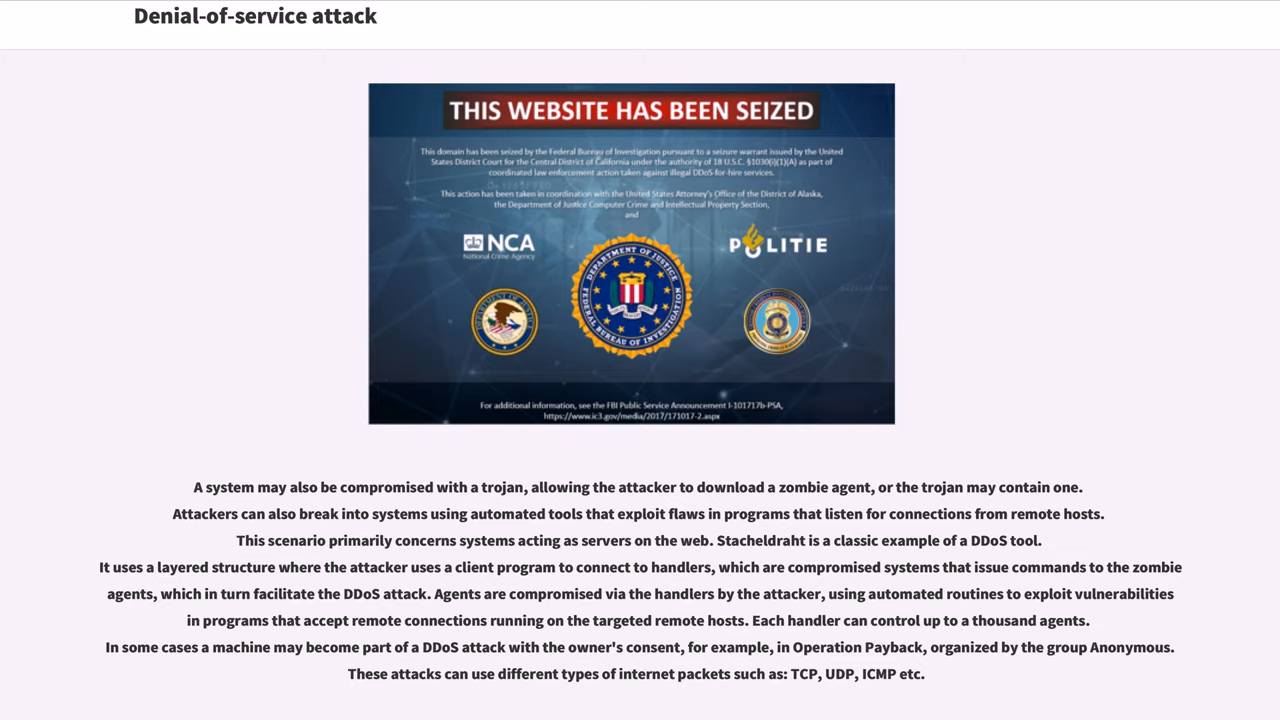 Denial-of-service attack
THIS WEBSITE HAS BEEN SEIZED
This domain has been seized by the Federal Bureau of Investigation pursuant to a seizure warrant issued by the United
States District Court for the Central District of California under the authority of 18 U.S.C. §1030(i)(1)(A) as part of
coordinated law enforcement action taken against illegal DDoS-for-hire services.
This action has been taken in coordination with the United States Attorney's Office of the District of Alaska,
the Department of Justice Computer Crime and Intellectual Property Section,
and
NCA
National Crime Agency
POLITIE
DEPARTMENT OF JUSTICE
FEDERAL BUREAU OF INVESTIGATION
For additional information, see the FBI Public Service Announcement I-101717b-PSA,
https://www.ic3.gov/media/2017/171017-2.aspx
A system may also be compromised with a trojan, allowing the attacker to download a zombie agent, or the trojan may contain one.
Attackers can also break into systems using automated tools that exploit flaws in programs that listen for connections from remote hosts.
This scenario primarily concerns systems acting as servers on the web. Stacheldraht is a classic example of a DDoS tool.
It uses a layered structure where the attacker uses a client program to connect to handlers, which are compromised systems that issue commands to the zombie
agents, which in turn facilitate the DDoS attack. Agents are compromised via the handlers by the attacker, using automated routines to exploit vulnerabilities
in programs that accept remote connections running on the targeted remote hosts. Each handler can control up to a thousand agents.
In some cases a machine may become part of a DDoS attack with the owner's consent, for example, in Operation Payback, organized by the group Anonymous.
These attacks can use different types of internet packets such as: TCP, UDP, ICMP etc.